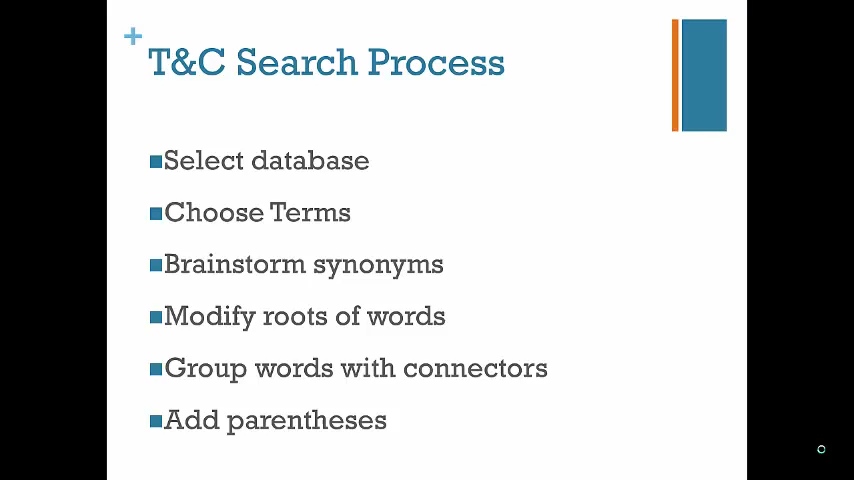 +
T&C Search Process
■Select database
■Choose Terms
■Brainstorm synonyms
■Modify roots of words
■Group words with connectors
■Add parentheses